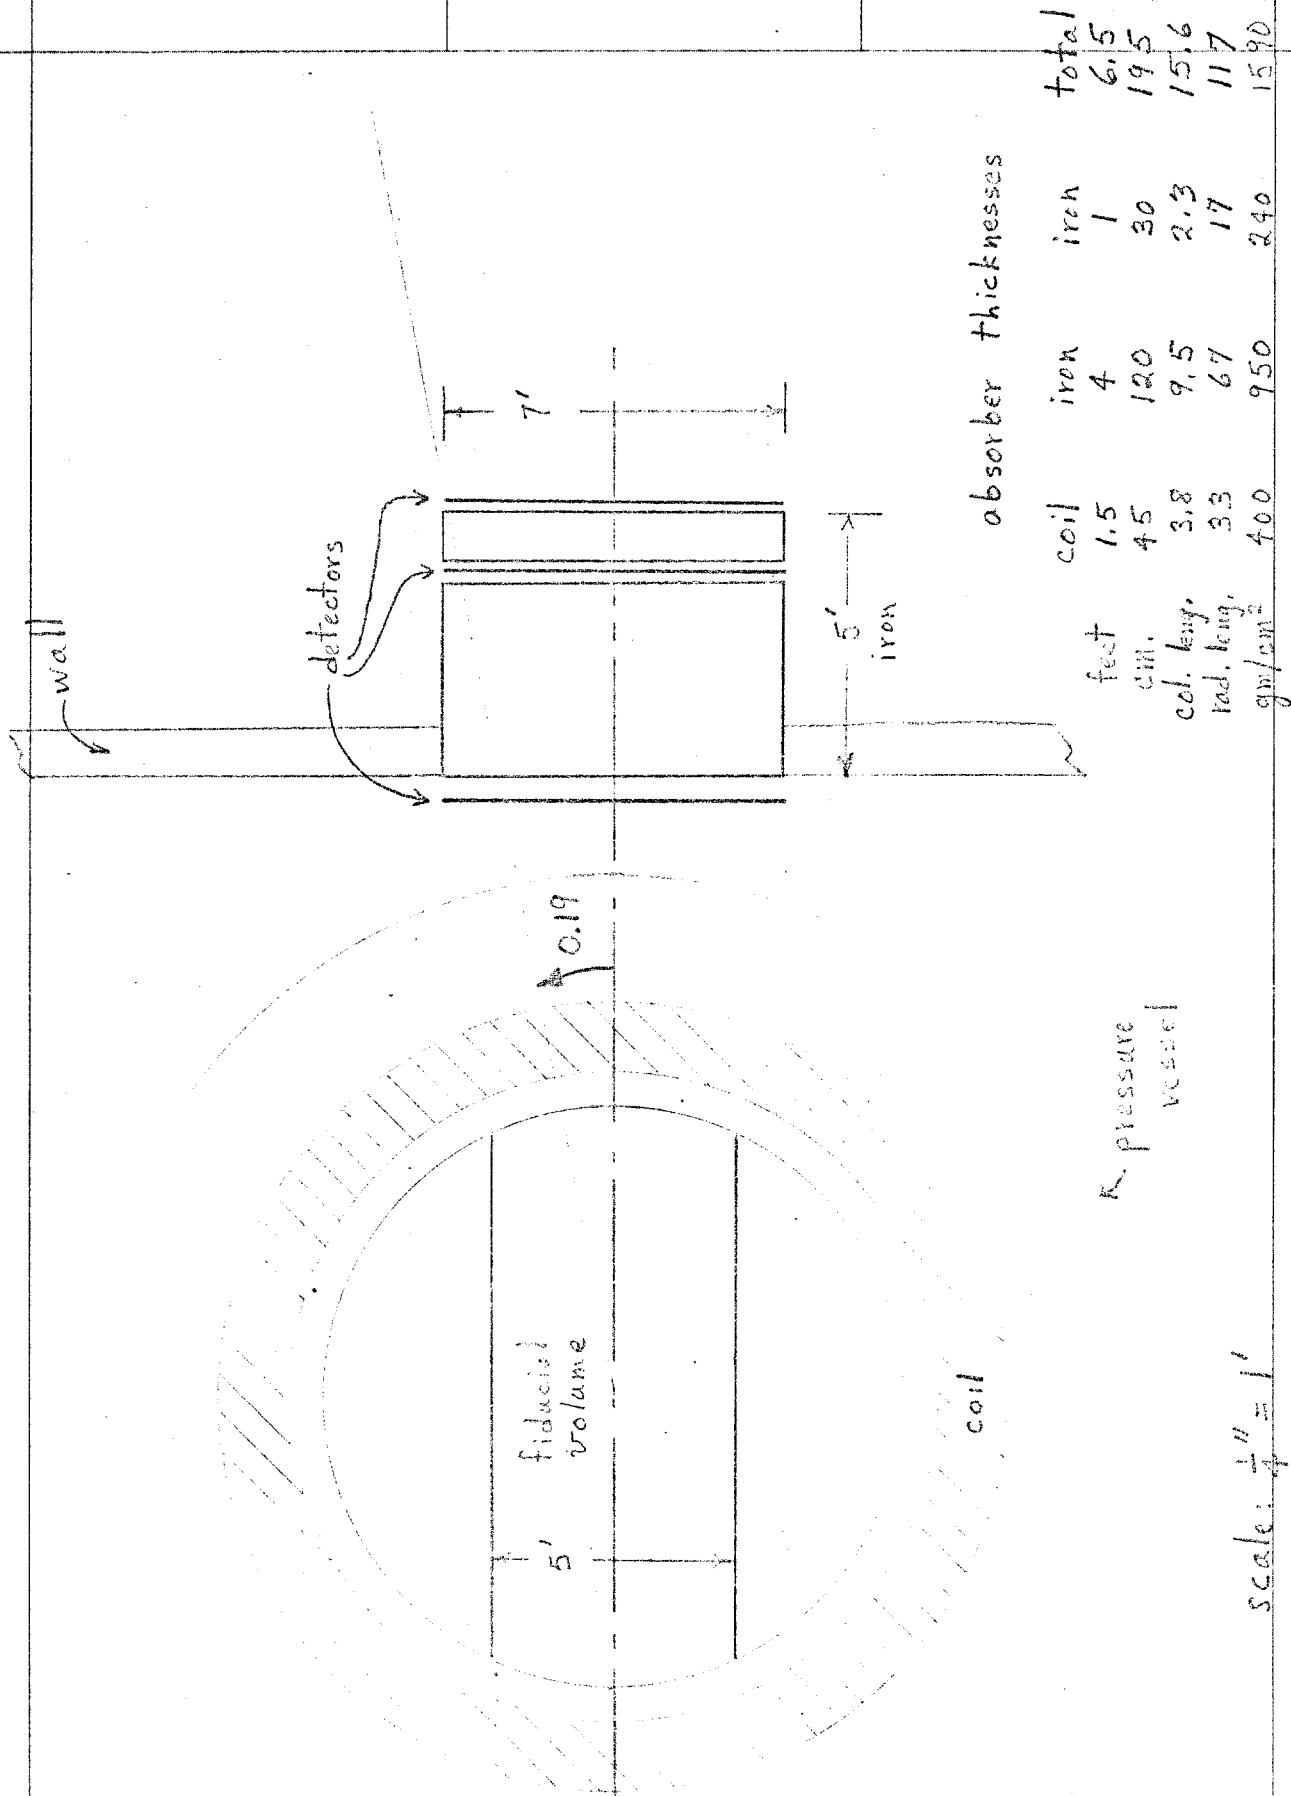 wall
detectors
7'
5'
iron
0.19
fiducial
volume
5'
coil
pressure
vessel
scale: 1/4" = 1'
absorber thicknesses
coil iron iron total
feet 1.5 4 1 6.5
cm. 45 120 30 195
col. leng. 3.8 9.5 2.3 15.6
rad. leng. 33 67 17 117
gm/cm² 400 950 240 1590